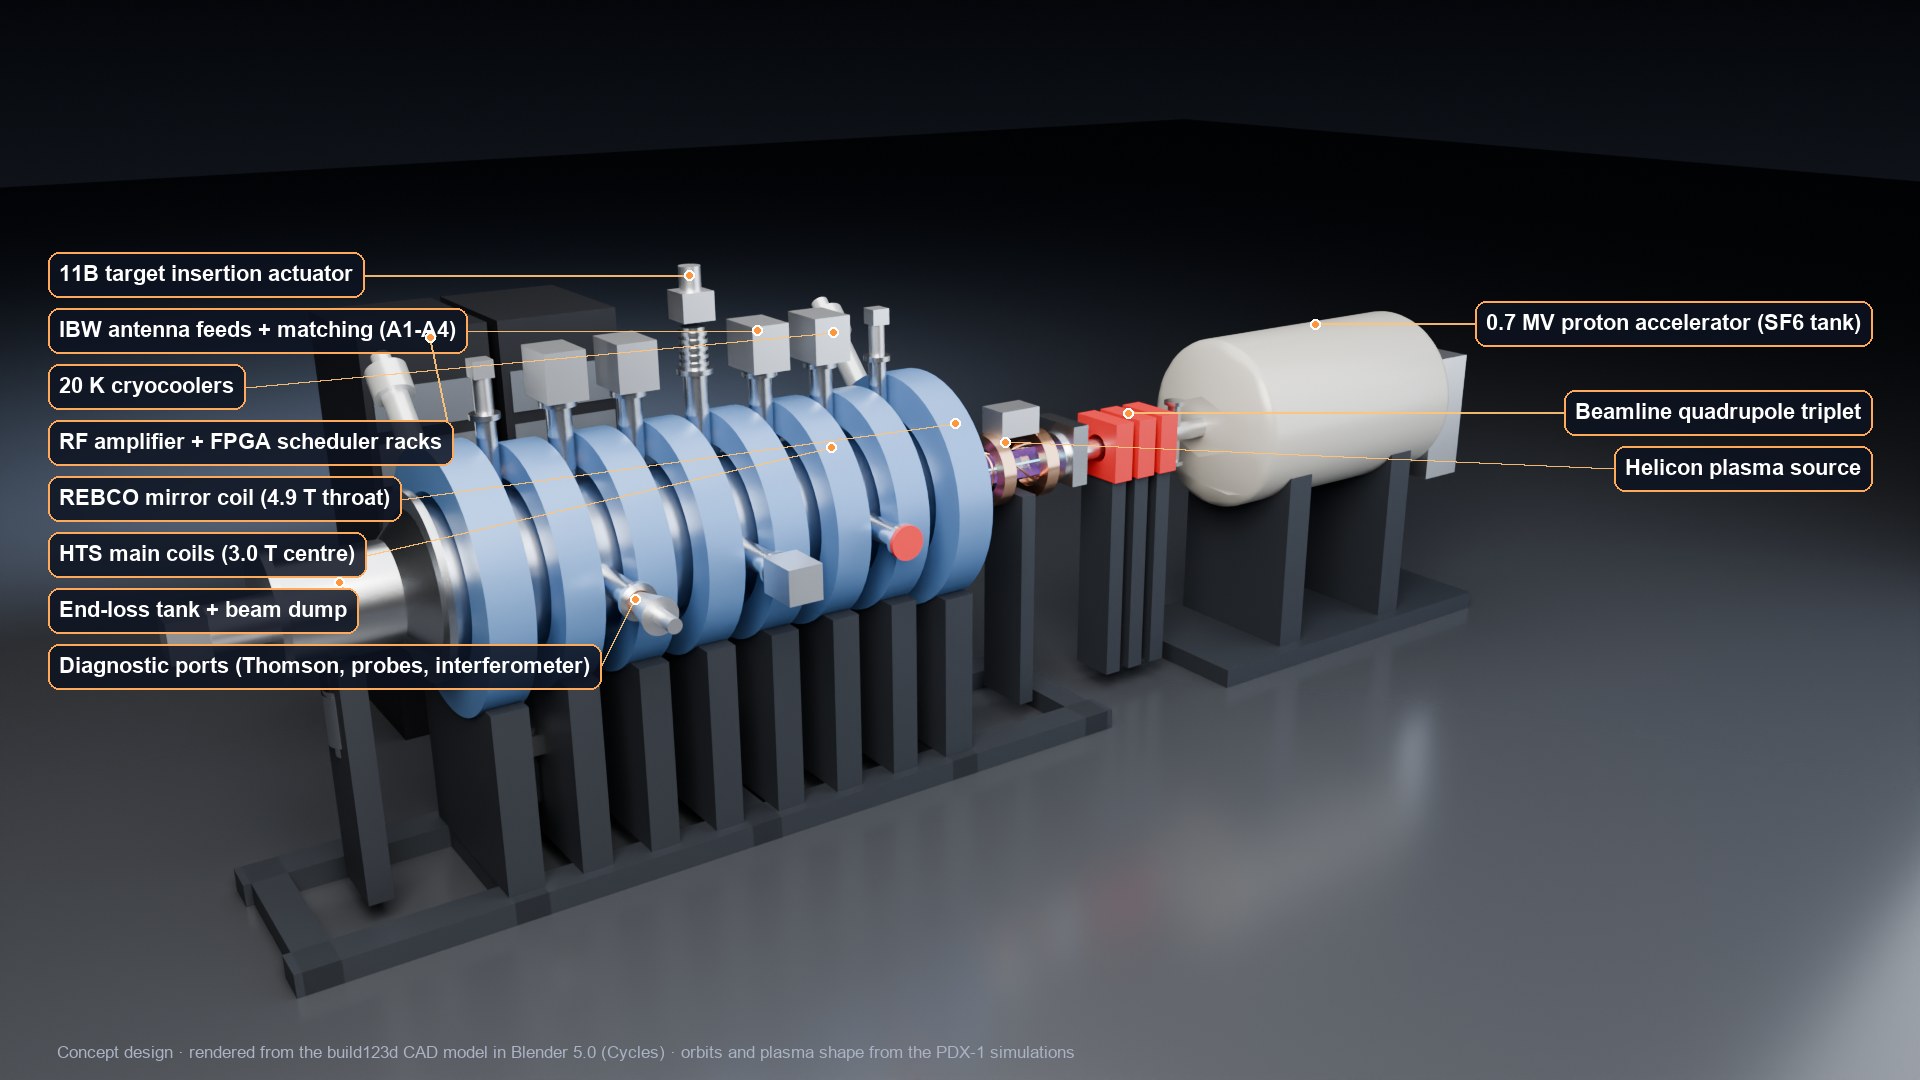 11B target insertion actuator
IBW antenna feeds + matching (A1-A4)
20 K cryocoolers
RF amplifier + FPGA scheduler racks
REBCO mirror coil (4.9 T throat)
HTS main coils (3.0 T centre)
End-loss tank + beam dump
Diagnostic ports (Thomson, probes, interferometer)
0.7 MV proton accelerator (SF6 tank)
Beamline quadrupole triplet
Helicon plasma source
Concept design · rendered from the build123d CAD model in Blender 5.0 (Cycles) · orbits and plasma shape from the PDX-1 simulations